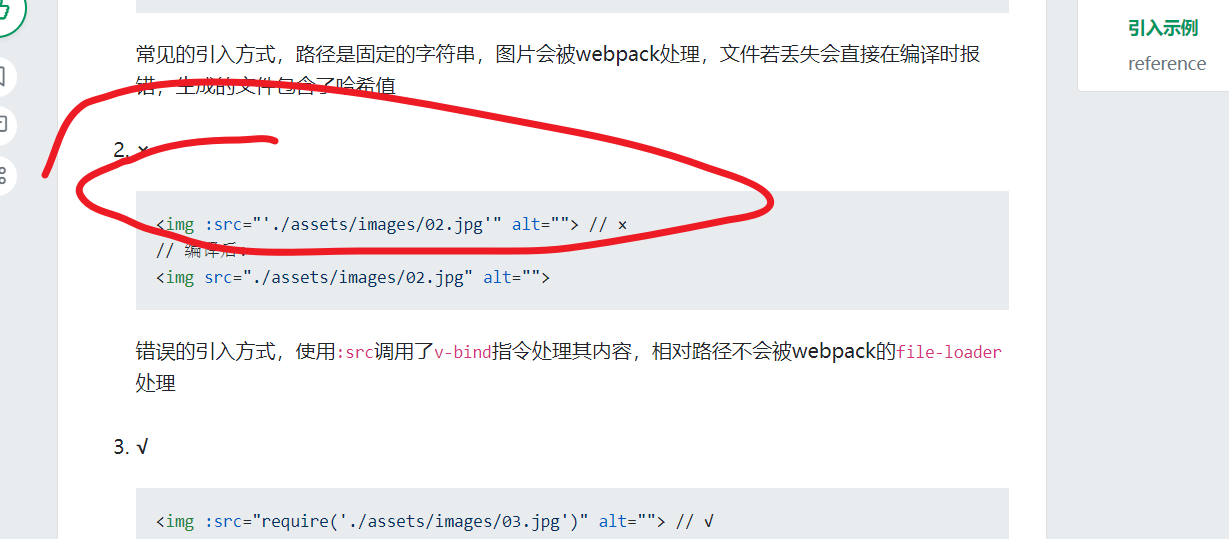 常见的引入方式，路径是固定的字符串，图片会被webpack处理，文件若丢失会直接在编译时报
错，生成的文件包含了哈希值
2. ×
<img :src="'./assets/images/02.jpg'" alt=""> // ×
// 编译后:
<img src="./assets/images/02.jpg" alt="">
错误的引入方式，使用:src调用了v-bind指令处理其内容，相对路径不会被webpack的file-loader
处理
3. √
<img :src="require('./assets/images/03.jpg')" alt=""> // √
引入示例
reference